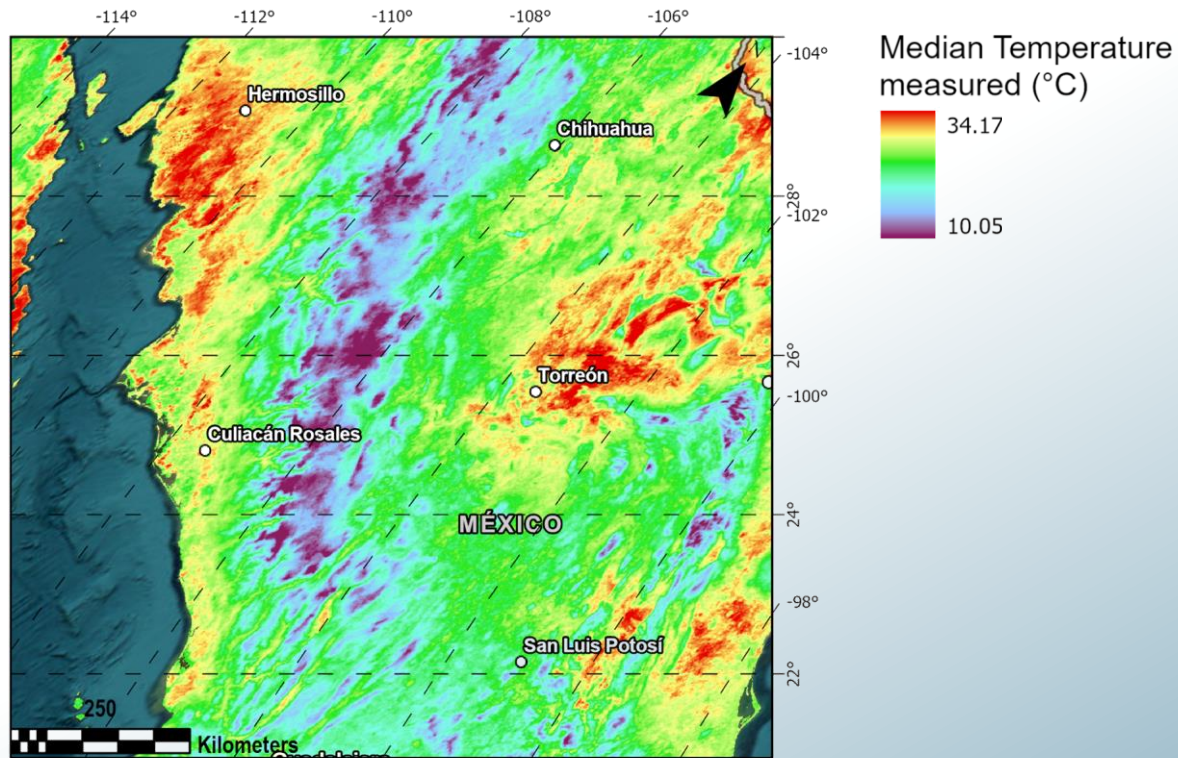 -114°
-112°
-110°
-108°
-106°
-104°
Median Temperature
measured (°C)
34.17
10.05
N
Hermosillo
Chihuahua
28°
-102°
26°
Torreón
-100°
Culiacán Rosales
24°
MÉXICO
-98°
San Luis Potosí
22°
250
Kilometers